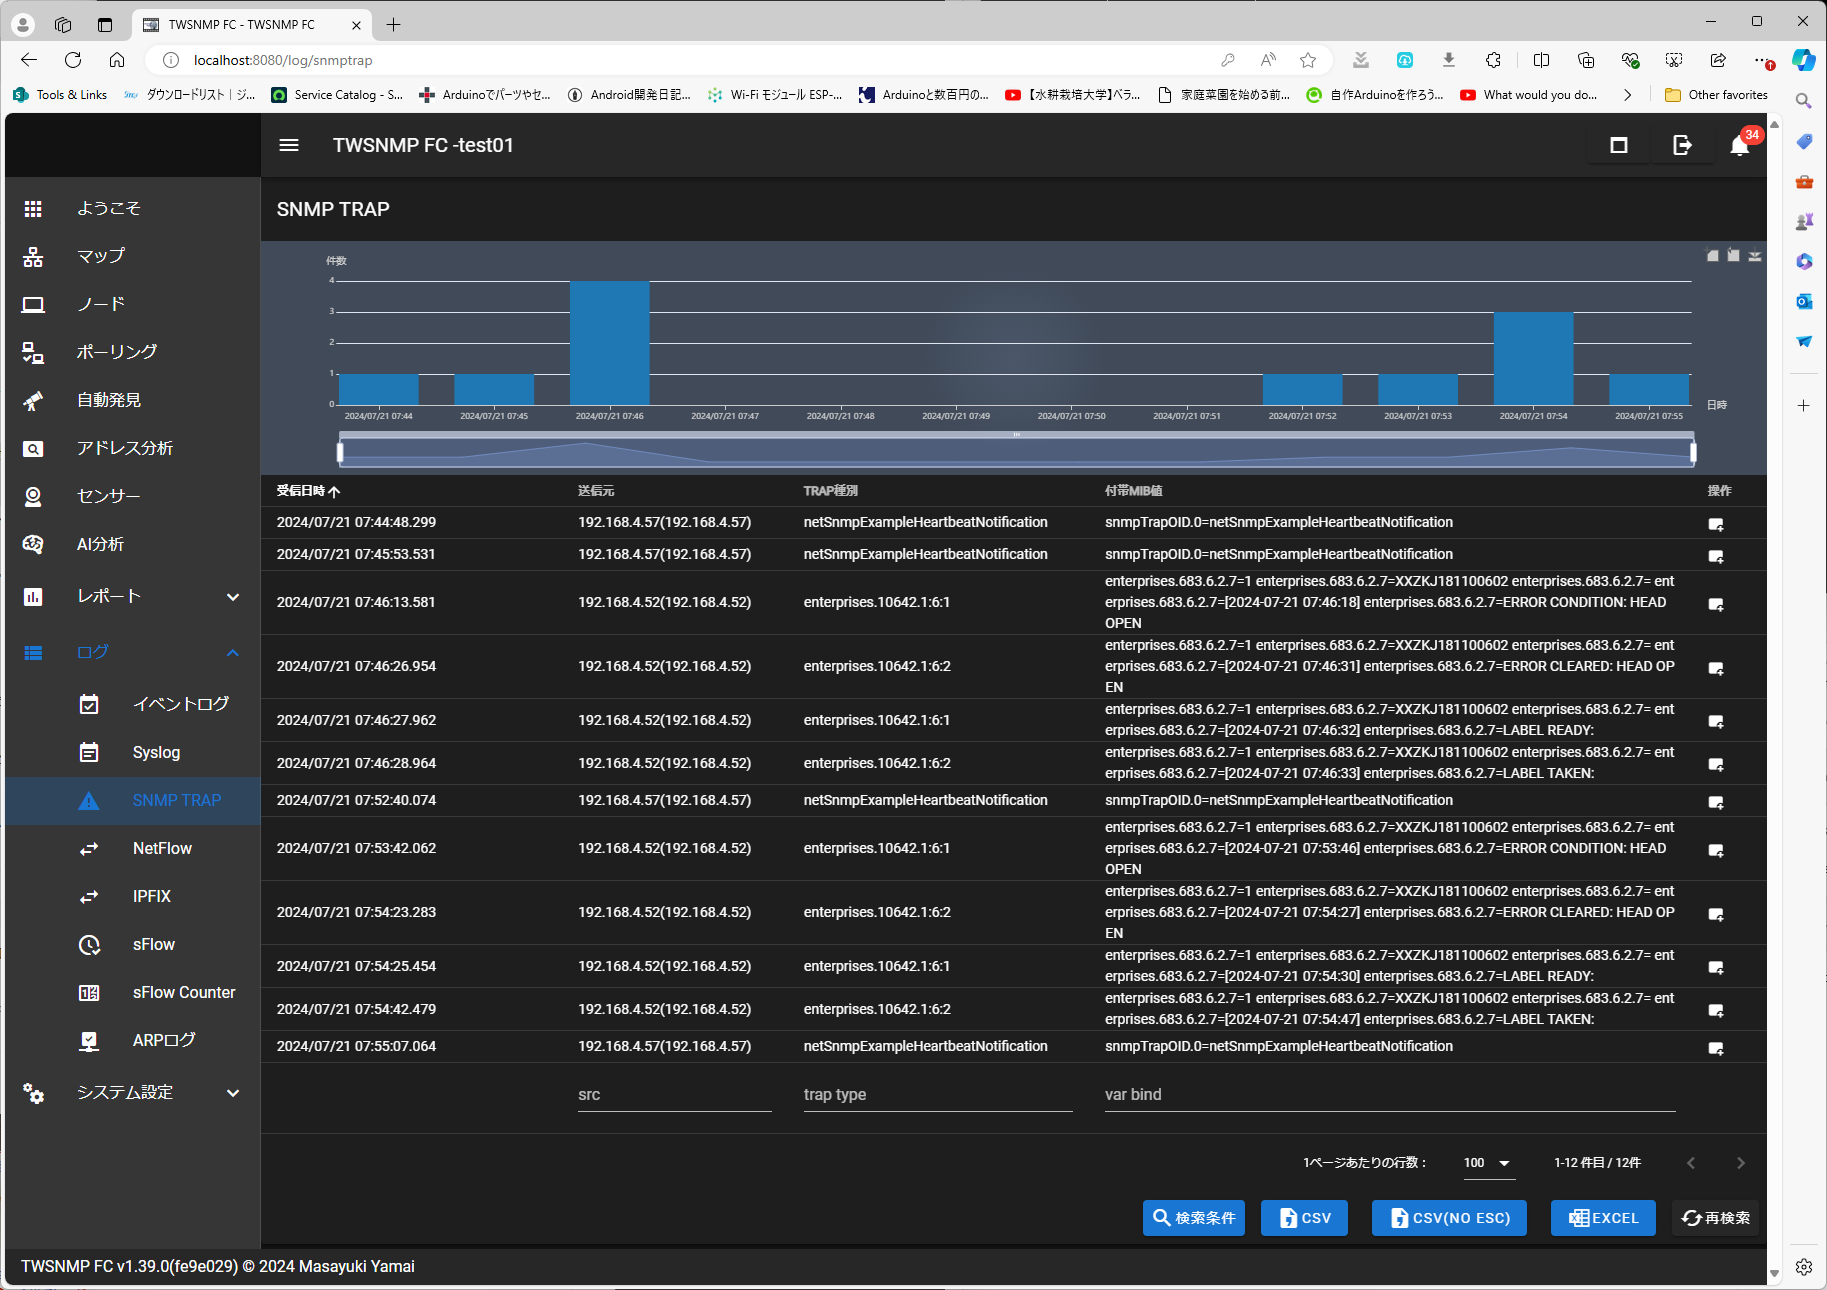 TWSNMP FC - TWSNMP FC
localhost:8080/log/snmptrap
Tools & Links
ダウンロードリスト | ジ...
Service Catalog - S...
Arduinoでパーツやセ...
Android開発日記...
Wi-Fi モジュール ESP-...
Arduinoと数百円の...
【水耕栽培大学】ベラ...
家庭菜園を始める前...
自作Arduinoを作ろう...
What would you do...
Other favorites
TWSNMP FC -test01
34
ようこそ
マップ
ノード
ポーリング
自動発見
アドレス分析
センサー
AI分析
レポート
ログ
イベントログ
Syslog
SNMP TRAP
NetFlow
IPFIX
sFlow
sFlow Counter
ARPログ
システム設定
SNMP TRAP
件数
4
3
2
1
0
2024/07/21 07:44 2024/07/21 07:45 2024/07/21 07:46 2024/07/21 07:47 2024/07/21 07:48 2024/07/21 07:49 2024/07/21 07:50 2024/07/21 07:51 2024/07/21 07:52 2024/07/21 07:53 2024/07/21 07:54 2024/07/21 07:55
日時
受信日時 送信元 TRAP種別 付帯MIB値 操作
2024/07/21 07:44:48.299 192.168.4.57(192.168.4.57) netSnmpExampleHeartbeatNotification snmpTrapOID.0=netSnmpExampleHeartbeatNotification
2024/07/21 07:45:53.531 192.168.4.57(192.168.4.57) netSnmpExampleHeartbeatNotification snmpTrapOID.0=netSnmpExampleHeartbeatNotification
2024/07/21 07:46:13.581 192.168.4.52(192.168.4.52) enterprises.10642.1:6:1 enterprises.683.6.2.7=1 enterprises.683.6.2.7=XXZKJ181100602 enterprises.683.6.2.7= ent
erprises.683.6.2.7=[2024-07-21 07:46:18] enterprises.683.6.2.7=ERROR CONDITION: HEAD
OPEN
2024/07/21 07:46:26.954 192.168.4.52(192.168.4.52) enterprises.10642.1:6:2 enterprises.683.6.2.7=1 enterprises.683.6.2.7=XXZKJ181100602 enterprises.683.6.2.7= ent
erprises.683.6.2.7=[2024-07-21 07:46:31] enterprises.683.6.2.7=ERROR CLEARED: HEAD OP
EN
2024/07/21 07:46:27.962 192.168.4.52(192.168.4.52) enterprises.10642.1:6:1 enterprises.683.6.2.7=1 enterprises.683.6.2.7=XXZKJ181100602 enterprises.683.6.2.7= ent
erprises.683.6.2.7=[2024-07-21 07:46:32] enterprises.683.6.2.7=LABEL READY:
2024/07/21 07:46:28.964 192.168.4.52(192.168.4.52) enterprises.10642.1:6:2 enterprises.683.6.2.7=1 enterprises.683.6.2.7=XXZKJ181100602 enterprises.683.6.2.7= ent
erprises.683.6.2.7=[2024-07-21 07:46:33] enterprises.683.6.2.7=LABEL TAKEN:
2024/07/21 07:52:40.074 192.168.4.57(192.168.4.57) netSnmpExampleHeartbeatNotification snmpTrapOID.0=netSnmpExampleHeartbeatNotification
2024/07/21 07:53:42.062 192.168.4.52(192.168.4.52) enterprises.10642.1:6:1 enterprises.683.6.2.7=1 enterprises.683.6.2.7=XXZKJ181100602 enterprises.683.6.2.7= ent
erprises.683.6.2.7=[2024-07-21 07:53:46] enterprises.683.6.2.7=ERROR CONDITION: HEAD
OPEN
2024/07/21 07:54:23.283 192.168.4.52(192.168.4.52) enterprises.10642.1:6:2 enterprises.683.6.2.7=1 enterprises.683.6.2.7=XXZKJ181100602 enterprises.683.6.2.7= ent
erprises.683.6.2.7=[2024-07-21 07:54:27] enterprises.683.6.2.7=ERROR CLEARED: HEAD OP
EN
2024/07/21 07:54:25.454 192.168.4.52(192.168.4.52) enterprises.10642.1:6:1 enterprises.683.6.2.7=1 enterprises.683.6.2.7=XXZKJ181100602 enterprises.683.6.2.7= ent
erprises.683.6.2.7=[2024-07-21 07:54:30] enterprises.683.6.2.7=LABEL READY:
2024/07/21 07:54:42.479 192.168.4.52(192.168.4.52) enterprises.10642.1:6:2 enterprises.683.6.2.7=1 enterprises.683.6.2.7=XXZKJ181100602 enterprises.683.6.2.7= ent
erprises.683.6.2.7=[2024-07-21 07:54:47] enterprises.683.6.2.7=LABEL TAKEN:
2024/07/21 07:55:07.064 192.168.4.57(192.168.4.57) netSnmpExampleHeartbeatNotification snmpTrapOID.0=netSnmpExampleHeartbeatNotification
src trap type var bind
1ページあたりの行数： 100 1-12 件目 / 12件
検索条件 CSV CSV(NO ESC) EXCEL 再検索
TWSNMP FC v1.39.0(fe9e029) © 2024 Masayuki Yamai